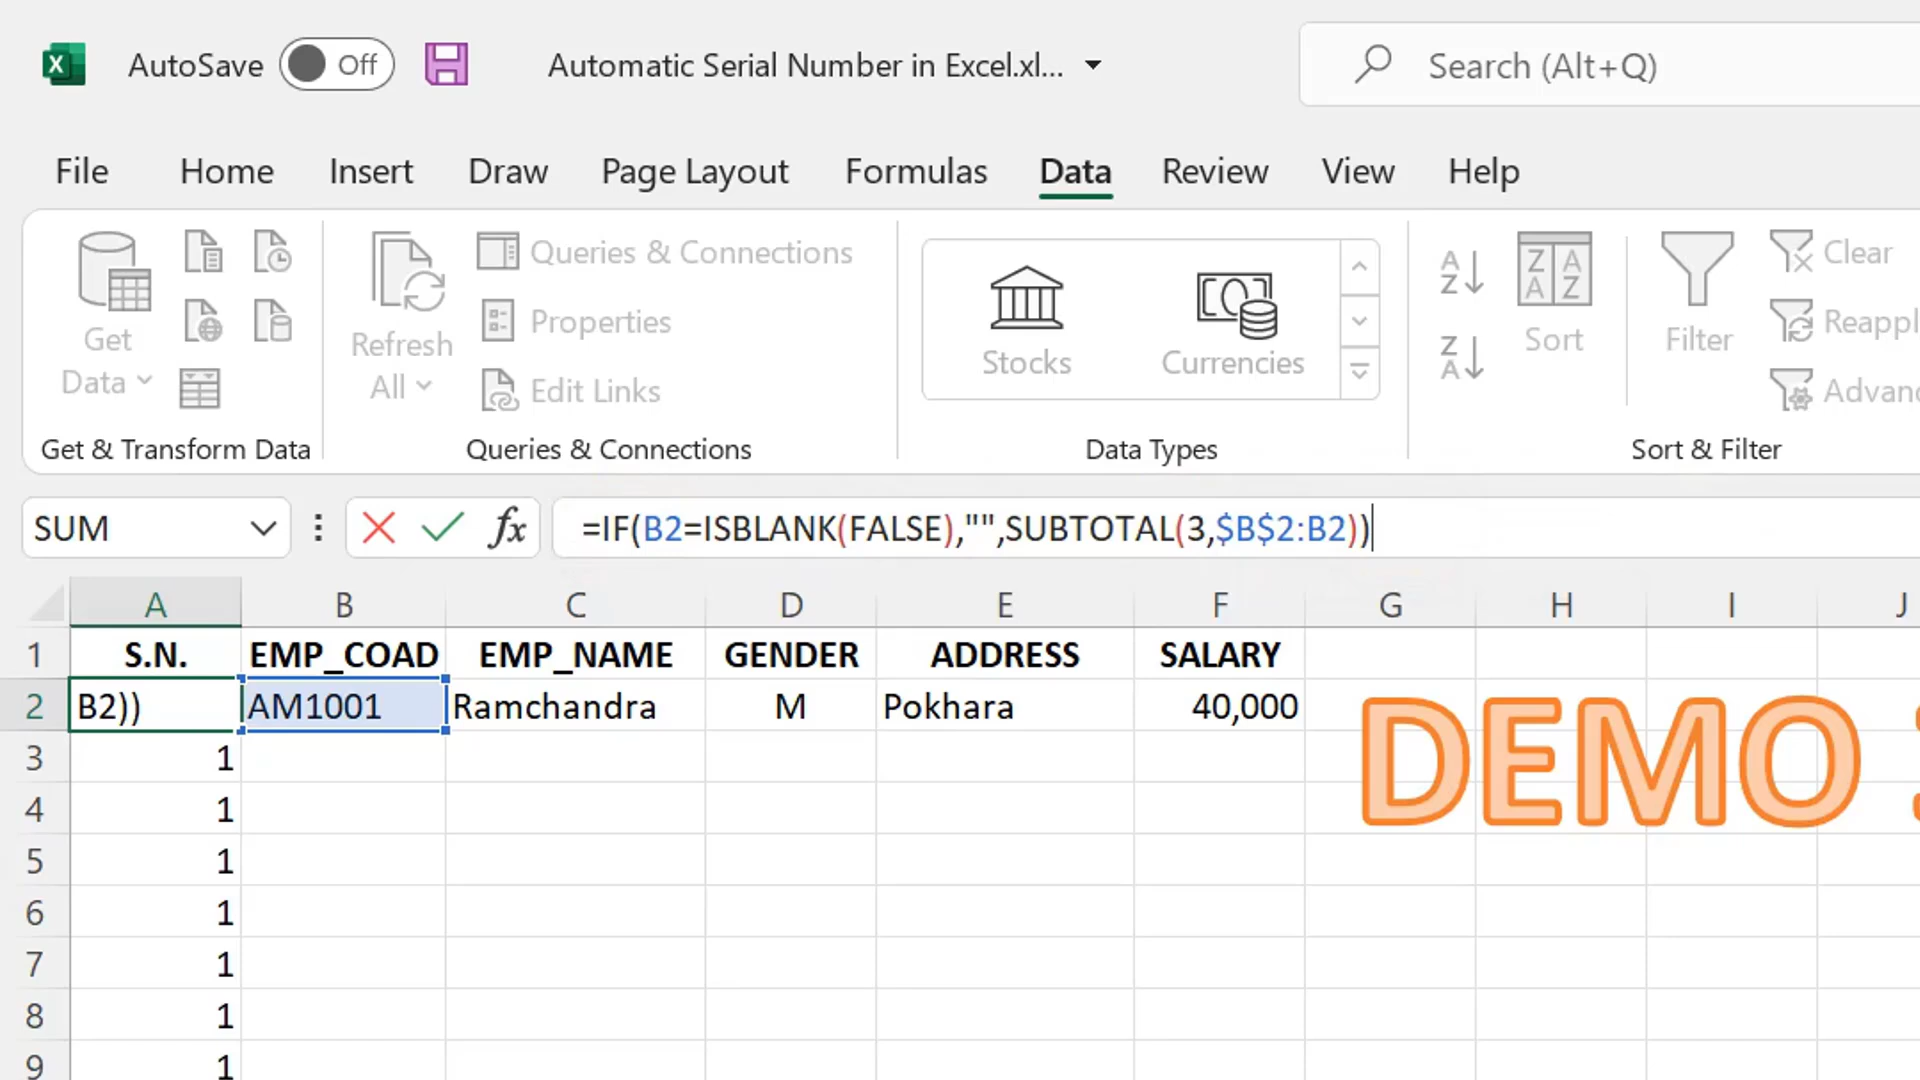 AutoSave Off Automatic Serial Number in Excel.xl... Search (Alt+Q)
File Home Insert Draw Page Layout Formulas Data Review View Help
Get Data
Refresh All
Queries & Connections
Properties
Edit Links
Stocks Currencies
A Z
Z A
Z A A Z
Sort
Filter
Clear
Reappl
Advanc
Get & Transform Data Queries & Connections Data Types Sort & Filter
SUM fx =IF(B2=ISBLANK(FALSE),"",SUBTOTAL(3,$B$2:B2))
A B C D E F G H I J
1 S.N. EMP_COAD EMP_NAME GENDER ADDRESS SALARY
2 B2)) AM1001 Ramchandra M Pokhara 40,000
DEMO
3 1
4 1
5 1
6 1
7 1
8 1
9 1